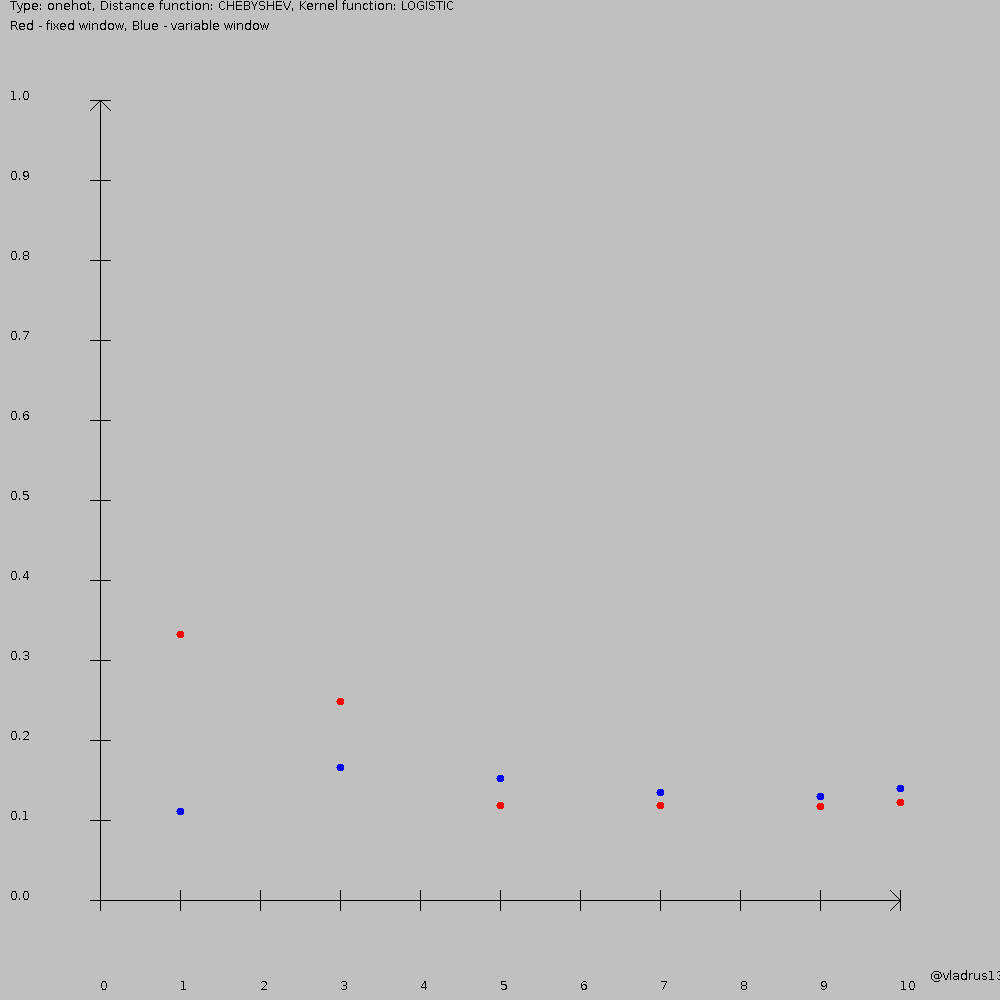 Type: onehot, Distance function: CHEBYSHEV, Kernel function: LOGISTIC
Red - fixed window, Blue - variable window
1.0
0.9
0.8
0.7
0.6
0.5
0.4
0.3
0.2
0.1
0.0
0 1 2 3 4 5 6 7 8 9 10
@vladrus13